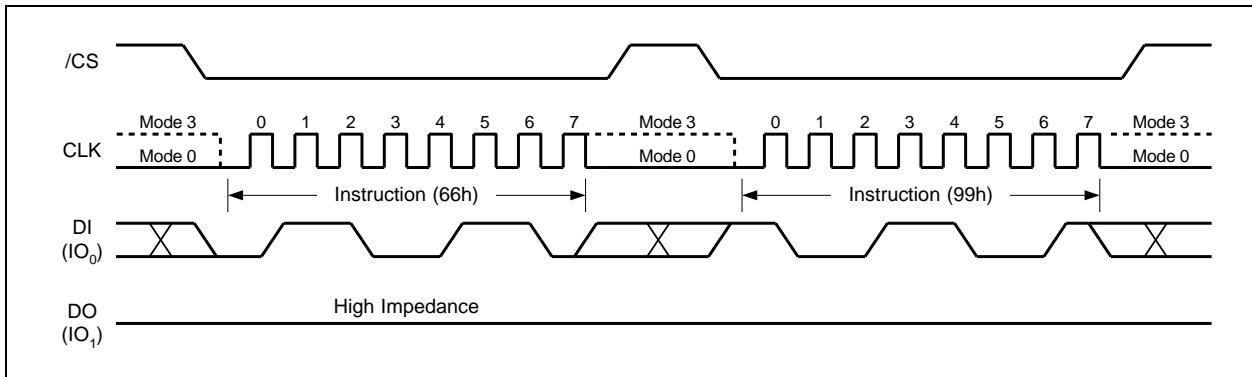 /CS
Mode 3 0 1 2 3 4 5 6 7 Mode 3 0 1 2 3 4 5 6 7 Mode 3
CLK
Mode 0 Mode 0 Mode 0
Instruction (66h) Instruction (99h)
DI
(IO0)
High Impedance
DO
(IO1)